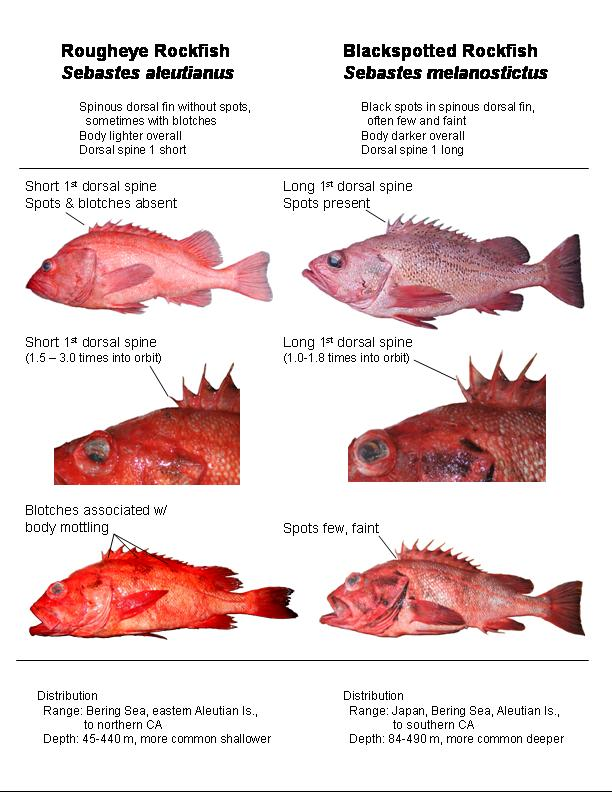 Rougheye Rockfish
Sebastes aleutianus
Spinous dorsal fin without spots,
sometimes with blotches
Body lighter overall
Dorsal spine 1 short
Blackspotted Rockfish
Sebastes melanostictus
Black spots in spinous dorsal fin,
often few and faint
Body darker overall
Dorsal spine 1 long
Short 1st dorsal spine
Spots & blotches absent
Long 1st dorsal spine
Spots present
Short 1st dorsal spine
(1.5 – 3.0 times into orbit)
Long 1st dorsal spine
(1.0-1.8 times into orbit)
Blotches associated w/
body mottling
Spots few, faint
Distribution
Range: Bering Sea, eastern Aleutian Is.,
to northern CA
Depth: 45-440 m, more common shallower
Distribution
Range: Japan, Bering Sea, Aleutian Is.,
to southern CA
Depth: 84-490 m, more common deeper